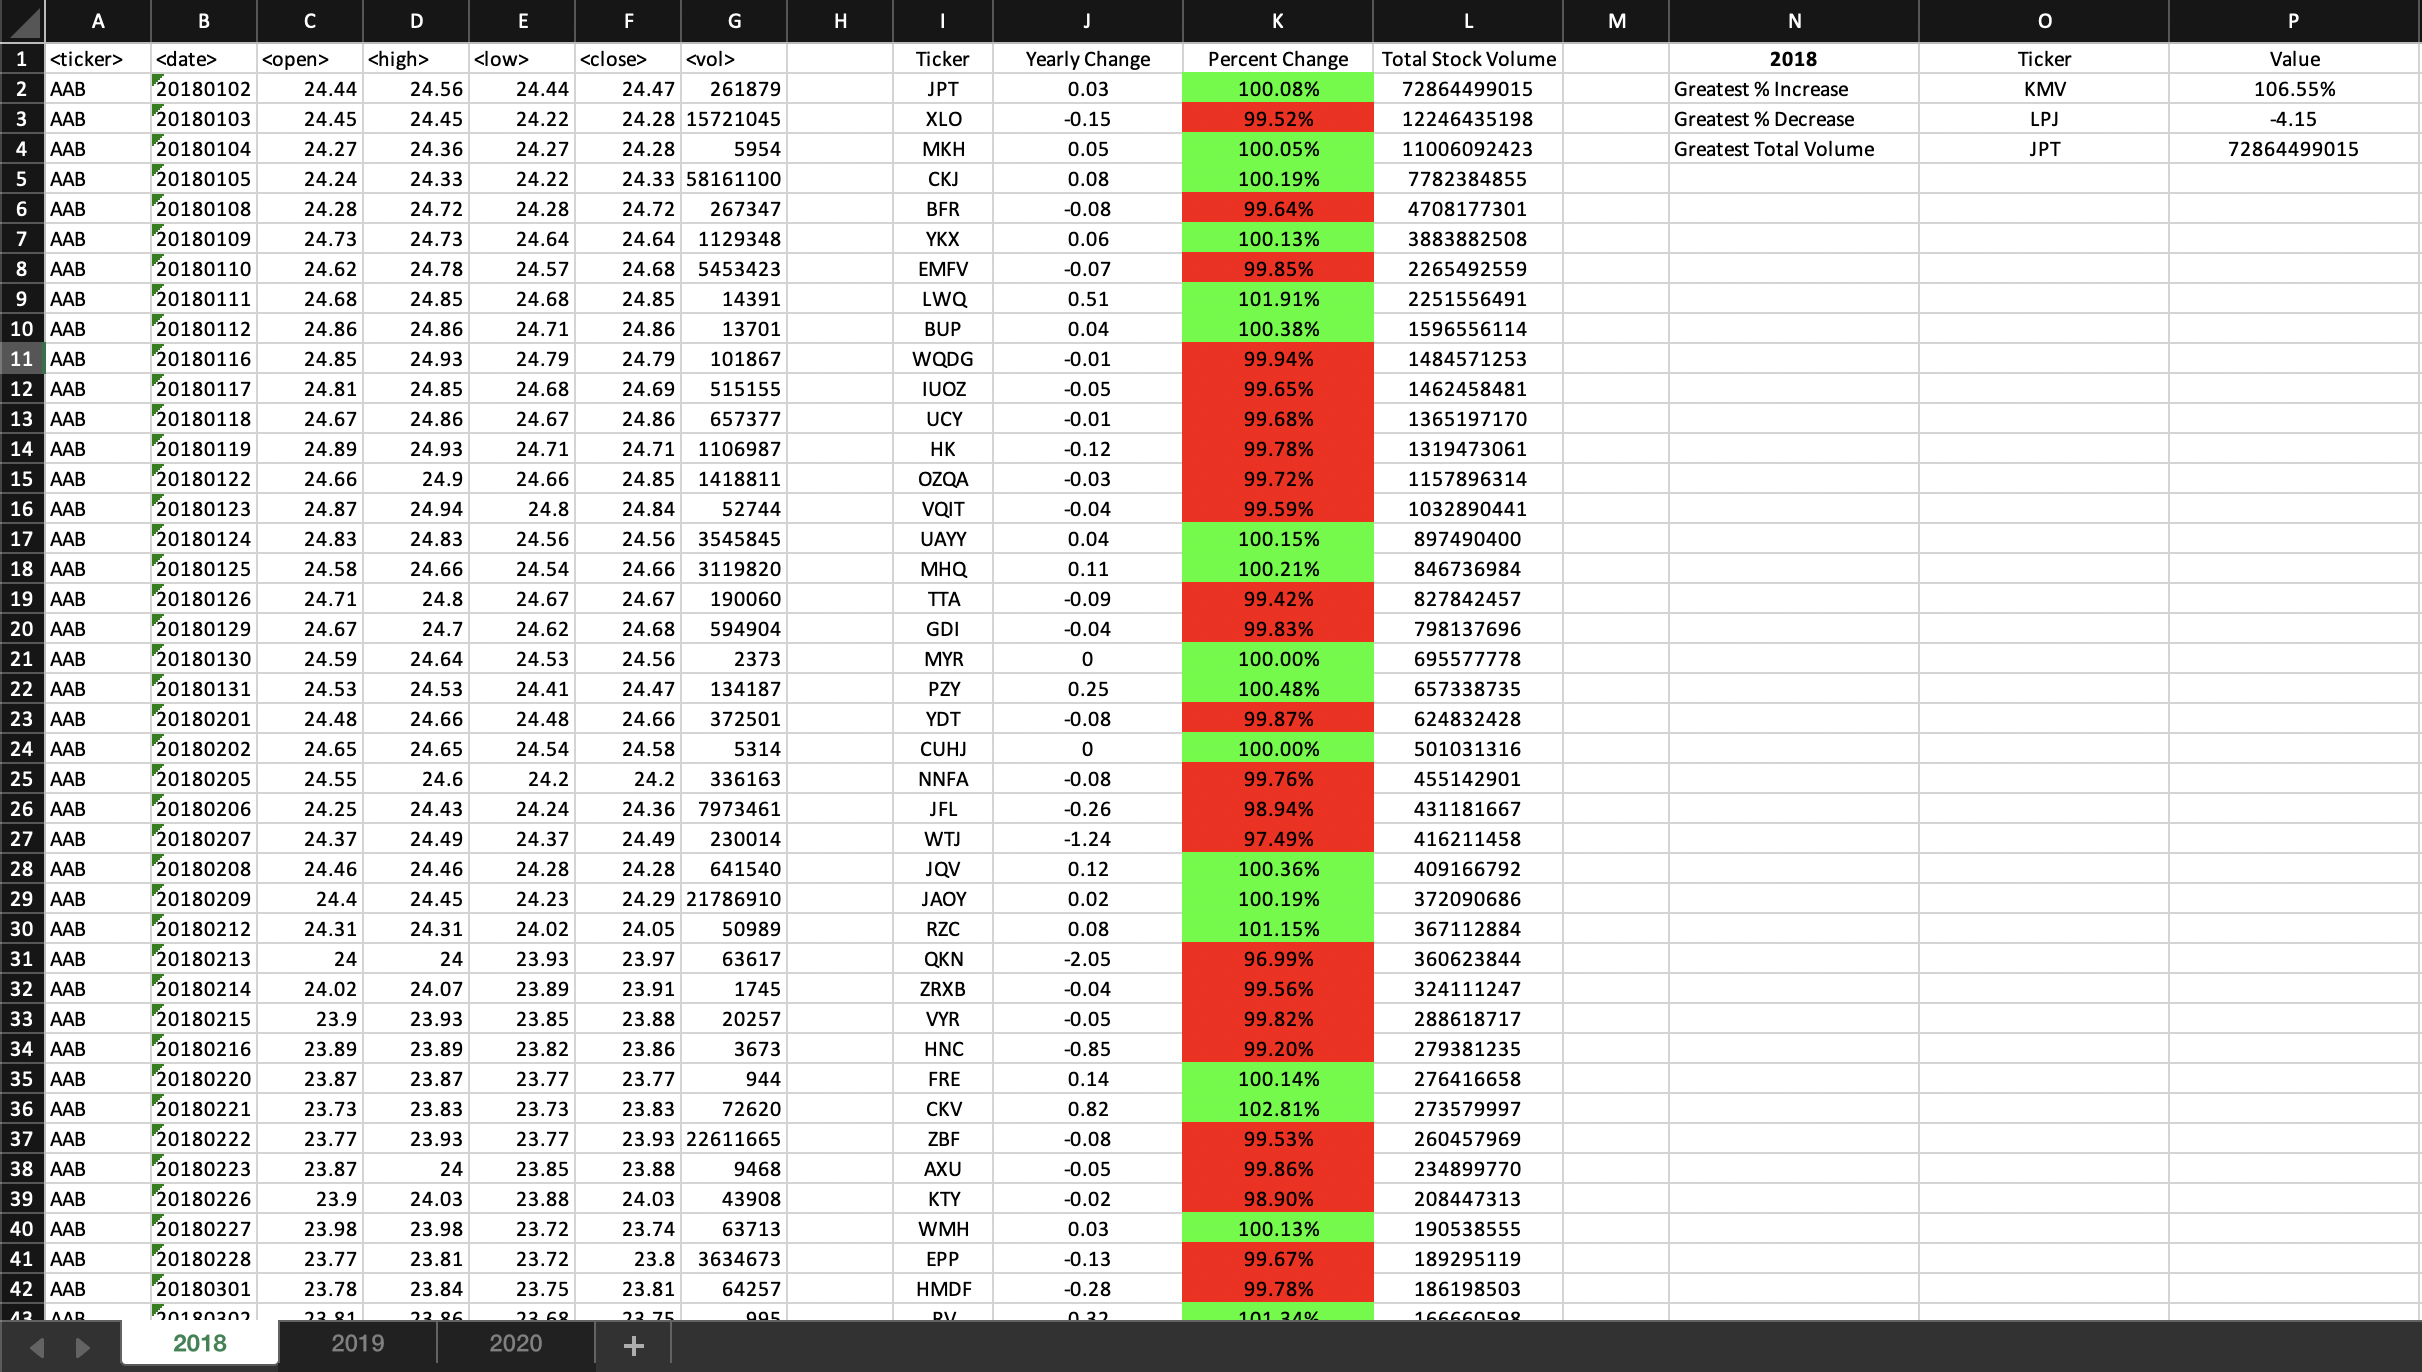 A B C D E F G H I J K L M N O P
1 <ticker> <date> <open> <high> <low> <close> <vol> Ticker Yearly Change Percent Change Total Stock Volume 2018 Ticker Value
2 AAB 20180102 24.44 24.56 24.44 24.47 261879 JPT 0.03 100.08% 72864499015 Greatest % Increase KMV 106.55%
3 AAB 20180103 24.45 24.45 24.22 24.28 15721045 XLO -0.15 99.52% 12246435198 Greatest % Decrease LPJ -4.15
4 AAB 20180104 24.27 24.36 24.27 24.28 5954 MKH 0.05 100.05% 11006092423 Greatest Total Volume JPT 72864499015
5 AAB 20180105 24.24 24.33 24.22 24.33 58161100 CKJ 0.08 100.19% 7782384855
6 AAB 20180108 24.28 24.72 24.28 24.72 267347 BFR -0.08 99.64% 4708177301
7 AAB 20180109 24.73 24.73 24.64 24.64 1129348 YKX 0.06 100.13% 3883882508
8 AAB 20180110 24.62 24.78 24.57 24.68 5453423 EMFV -0.07 99.85% 2265492559
9 AAB 20180111 24.68 24.85 24.68 24.85 14391 LWQ 0.51 101.91% 2251556491
10 AAB 20180112 24.86 24.86 24.71 24.86 13701 BUP 0.04 100.38% 1596556114
11 AAB 20180116 24.85 24.93 24.79 24.79 101867 WQDG -0.01 99.94% 1484571253
12 AAB 20180117 24.81 24.85 24.68 24.69 515155 IUOZ -0.05 99.65% 1462458481
13 AAB 20180118 24.67 24.86 24.67 24.86 657377 UCY -0.01 99.68% 1365197170
14 AAB 20180119 24.89 24.93 24.71 24.71 1106987 HK -0.12 99.78% 1319473061
15 AAB 20180122 24.66 24.9 24.66 24.85 1418811 OZQA -0.03 99.72% 1157896314
16 AAB 20180123 24.87 24.94 24.8 24.84 52744 VQIT -0.04 99.59% 1032890441
17 AAB 20180124 24.83 24.83 24.56 24.56 3545845 UAYY 0.04 100.15% 897490400
18 AAB 20180125 24.58 24.66 24.54 24.66 3119820 MHQ 0.11 100.21% 846736984
19 AAB 20180126 24.71 24.8 24.67 24.67 190060 TTA -0.09 99.42% 827842457
20 AAB 20180129 24.67 24.7 24.62 24.68 594904 GDI -0.04 99.83% 798137696
21 AAB 20180130 24.59 24.64 24.53 24.56 2373 MYR 0 100.00% 695577778
22 AAB 20180131 24.53 24.53 24.41 24.47 134187 PZY 0.25 100.48% 657338735
23 AAB 20180201 24.48 24.66 24.48 24.66 372501 YDT -0.08 99.87% 624832428
24 AAB 20180202 24.65 24.65 24.54 24.58 5314 CUHJ 0 100.00% 501031316
25 AAB 20180205 24.55 24.6 24.2 24.2 336163 NNFA -0.08 99.76% 455142901
26 AAB 20180206 24.25 24.43 24.24 24.36 7973461 JFL -0.26 98.94% 431181667
27 AAB 20180207 24.37 24.49 24.37 24.49 230014 WTJ -1.24 97.49% 416211458
28 AAB 20180208 24.46 24.46 24.28 24.28 641540 JQV 0.12 100.36% 409166792
29 AAB 20180209 24.4 24.45 24.23 24.29 21786910 JAOY 0.02 100.19% 372090686
30 AAB 20180212 24.31 24.31 24.02 24.05 50989 RZC 0.08 101.15% 367112884
31 AAB 20180213 24 24 23.93 23.97 63617 QKN -2.05 96.99% 360623844
32 AAB 20180214 24.02 24.07 23.89 23.91 1745 ZRXB -0.04 99.56% 324111247
33 AAB 20180215 23.9 23.93 23.85 23.88 20257 VYR -0.05 99.82% 288618717
34 AAB 20180216 23.89 23.89 23.82 23.86 3673 HNC -0.85 99.20% 279381235
35 AAB 20180220 23.87 23.87 23.77 23.77 944 FRE 0.14 100.14% 276416658
36 AAB 20180221 23.73 23.83 23.73 23.83 72620 CKV 0.82 102.81% 273579997
37 AAB 20180222 23.77 23.93 23.77 23.93 22611665 ZBF -0.08 99.53% 260457969
38 AAB 20180223 23.87 24 23.85 23.88 9468 AXU -0.05 99.86% 234899770
39 AAB 20180226 23.9 24.03 23.88 24.03 43908 KTY -0.02 98.90% 208447313
40 AAB 20180227 23.98 23.98 23.72 23.74 63713 WMH 0.03 100.13% 190538555
41 AAB 20180228 23.77 23.81 23.72 23.8 3634673 EPP -0.13 99.67% 189295119
42 AAB 20180301 23.78 23.84 23.75 23.81 64257 HMDF -0.28 99.78% 186198503
43 AAB 20180302 23.81 23.86 23.68 23.75 995 0.32 101.34% 166660598
2018 2019 2020 +